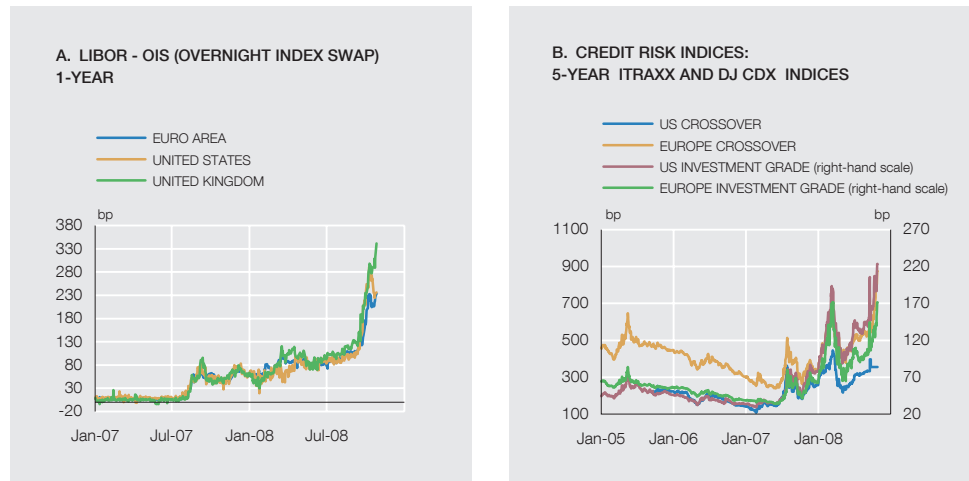 A. LIBOR - OIS (OVERNIGHT INDEX SWAP)
1-YEAR
EURO AREA
UNITED STATES
UNITED KINGDOM
bp
380
330
280
230
180
130
80
30
-20
Jan-07 Jul-07 Jan-08 Jul-08
B. CREDIT RISK INDICES:
5-YEAR ITRAXX AND DJ CDX INDICES
US CROSSOVER
EUROPE CROSSOVER
US INVESTMENT GRADE (right-hand scale)
EUROPE INVESTMENT GRADE (right-hand scale)
bp bp
1100 270
900 220
700 170
500 120
300 70
100 20
Jan-05 Jan-06 Jan-07 Jan-08